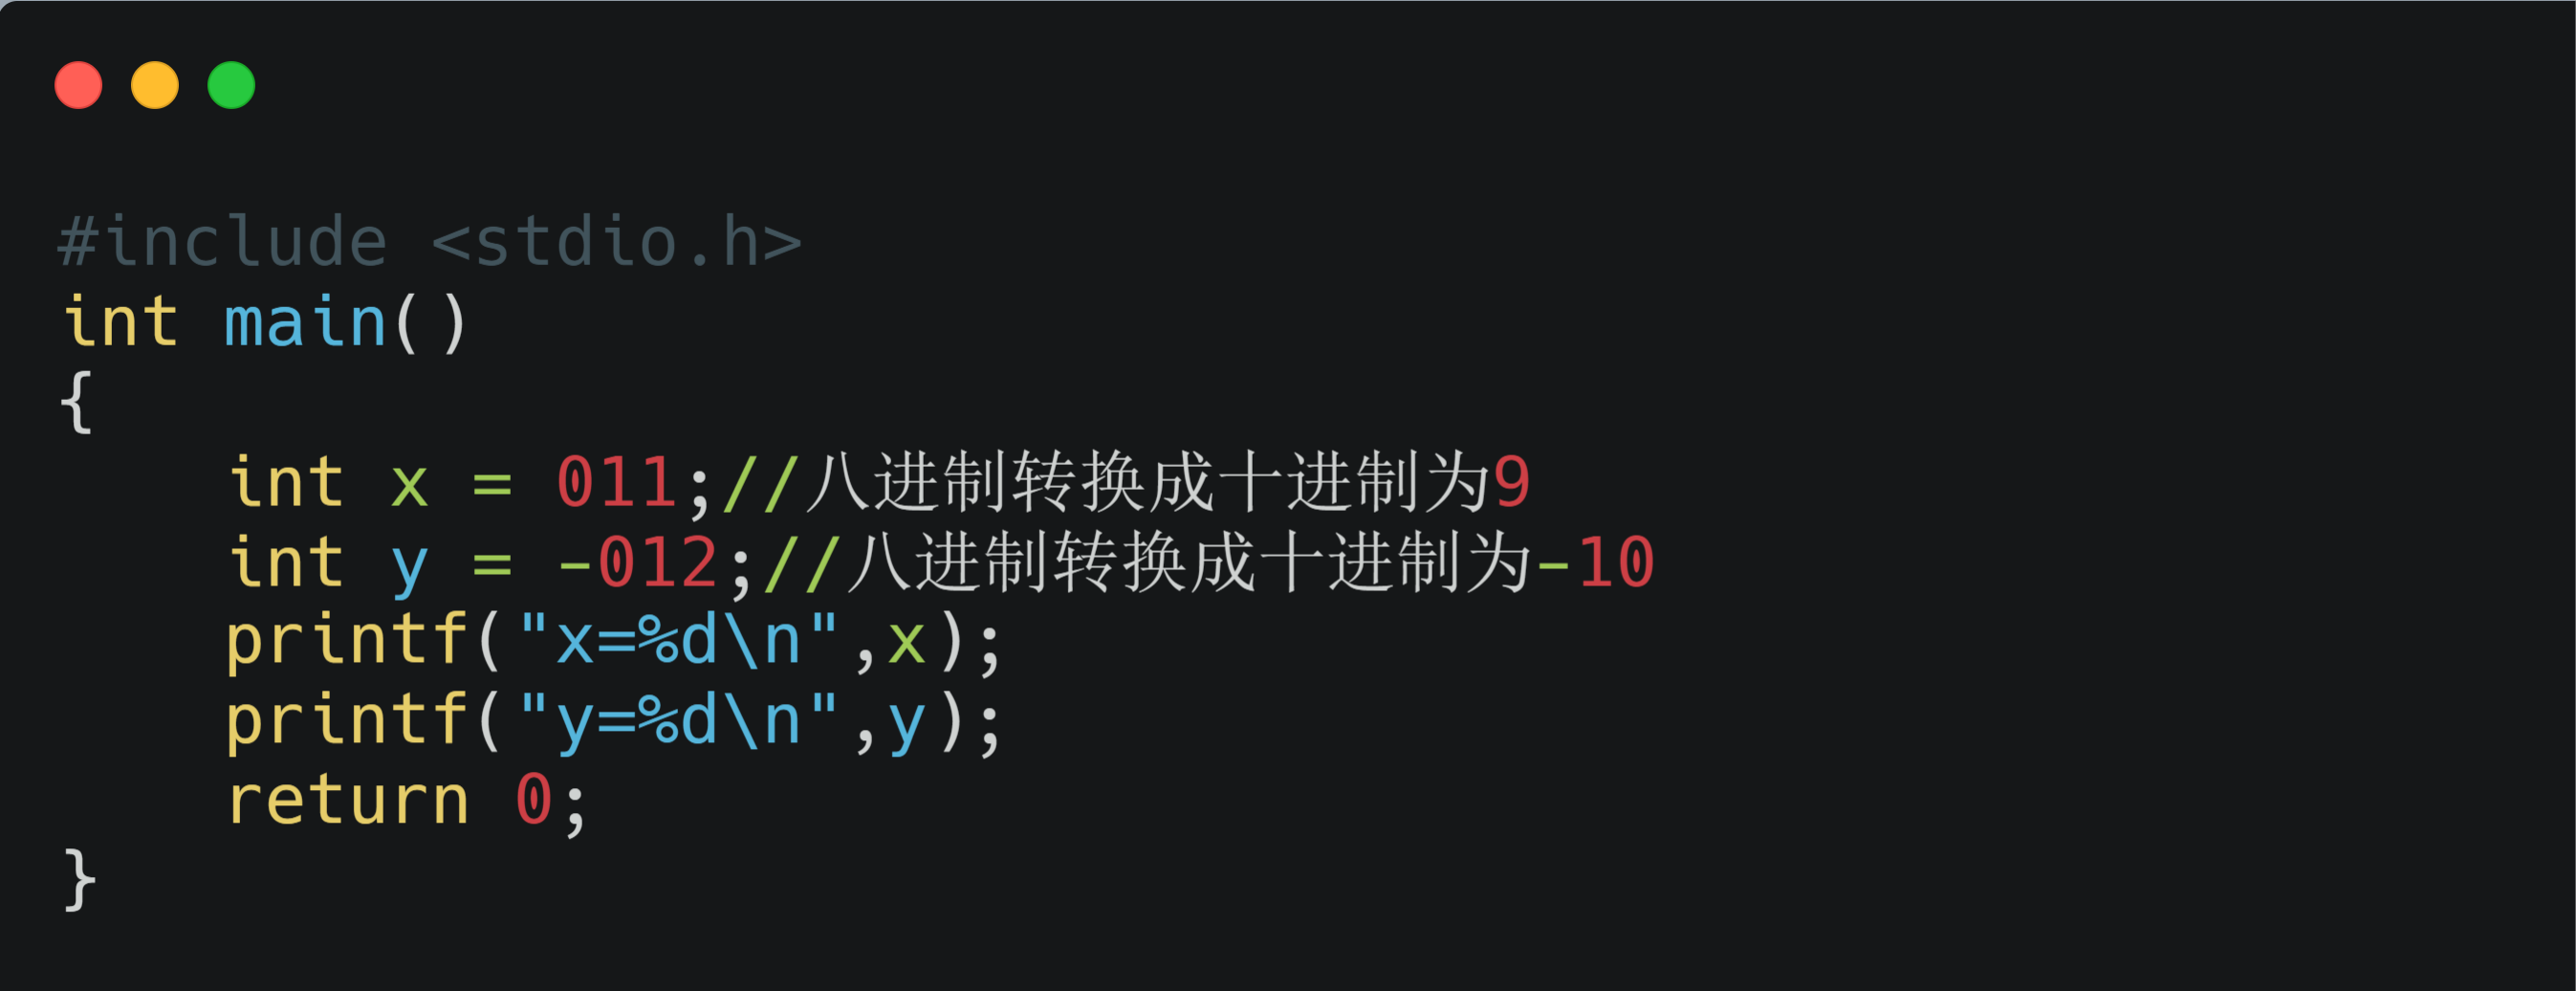 #include <stdio.h>
int main()
{
    int x = 011;//八进制转换成十进制为9
    int y = -012;//八进制转换成十进制为-10
    printf("x=%d\n",x);
    printf("y=%d\n",y);
    return 0;
}